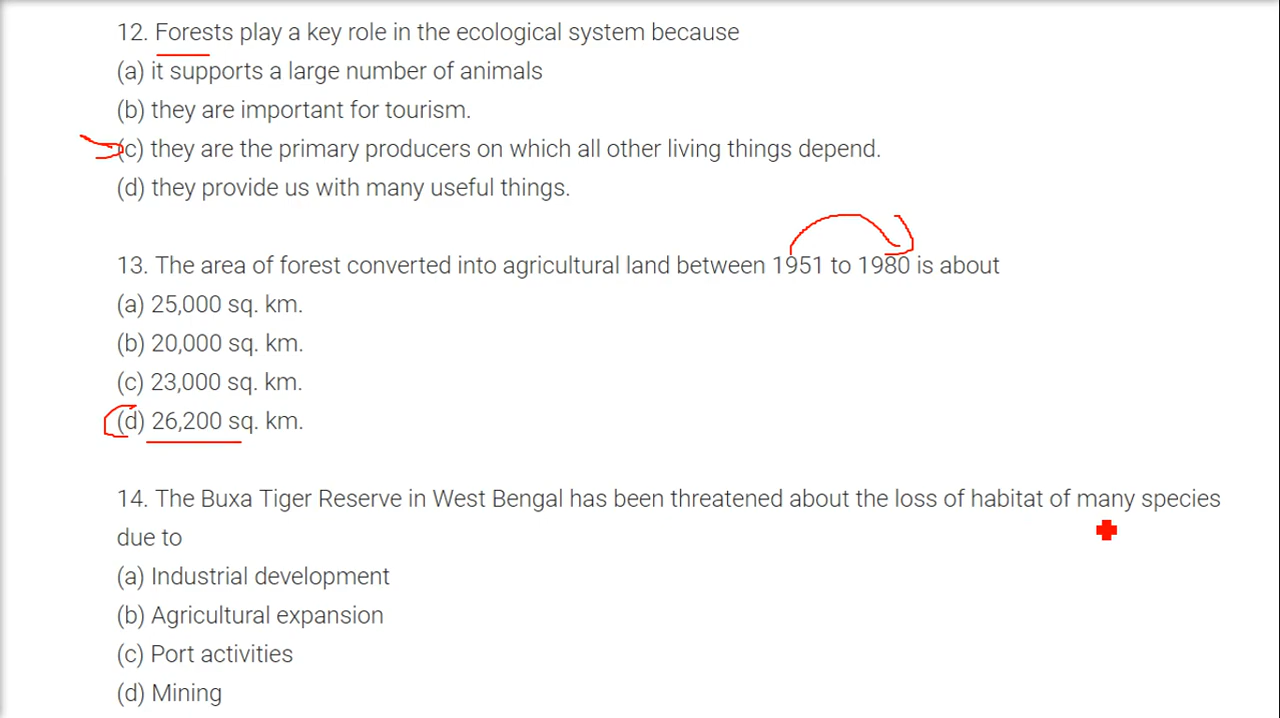 12. Forests play a key role in the ecological system because
(a) it supports a large number of animals
(b) they are important for tourism.
(c) they are the primary producers on which all other living things depend.
(d) they provide us with many useful things.
13. The area of forest converted into agricultural land between 1951 to 1980 is about
(a) 25,000 sq. km.
(b) 20,000 sq. km.
(c) 23,000 sq. km.
(d) 26,200 sq. km.
14. The Buxa Tiger Reserve in West Bengal has been threatened about the loss of habitat of many species
due to
(a) Industrial development
(b) Agricultural expansion
(c) Port activities
(d) Mining